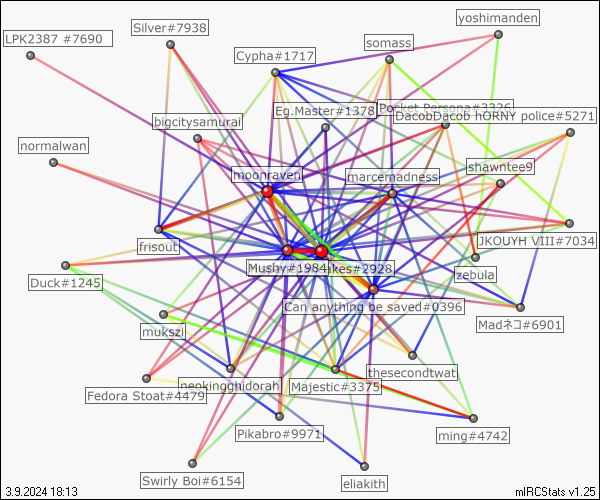 yoshimanden
Silver#7938
LPK2387 #7690
somass
Cypha#1717
Eg.Master#1378
Pocket Persona#3326
DacobDacob hORNY police#5271
bigcitysamurai
normalwan
shawntee9
moonraven
marcemadness
frisout
JKOUYH VIII#7034
Mushy#1984
akes#2928
zebula
Duck#1245
Can anything be saved#0396
Madネコ#6901
mukszi
thesecondtwat
neokingghidorah
Majestic#3375
Fedora Stoat#4479
Pikabro#9971
ming#4742
Swirly Boi#6154
eliakith
3.9.2024 18:13
mIRCStats v1.25